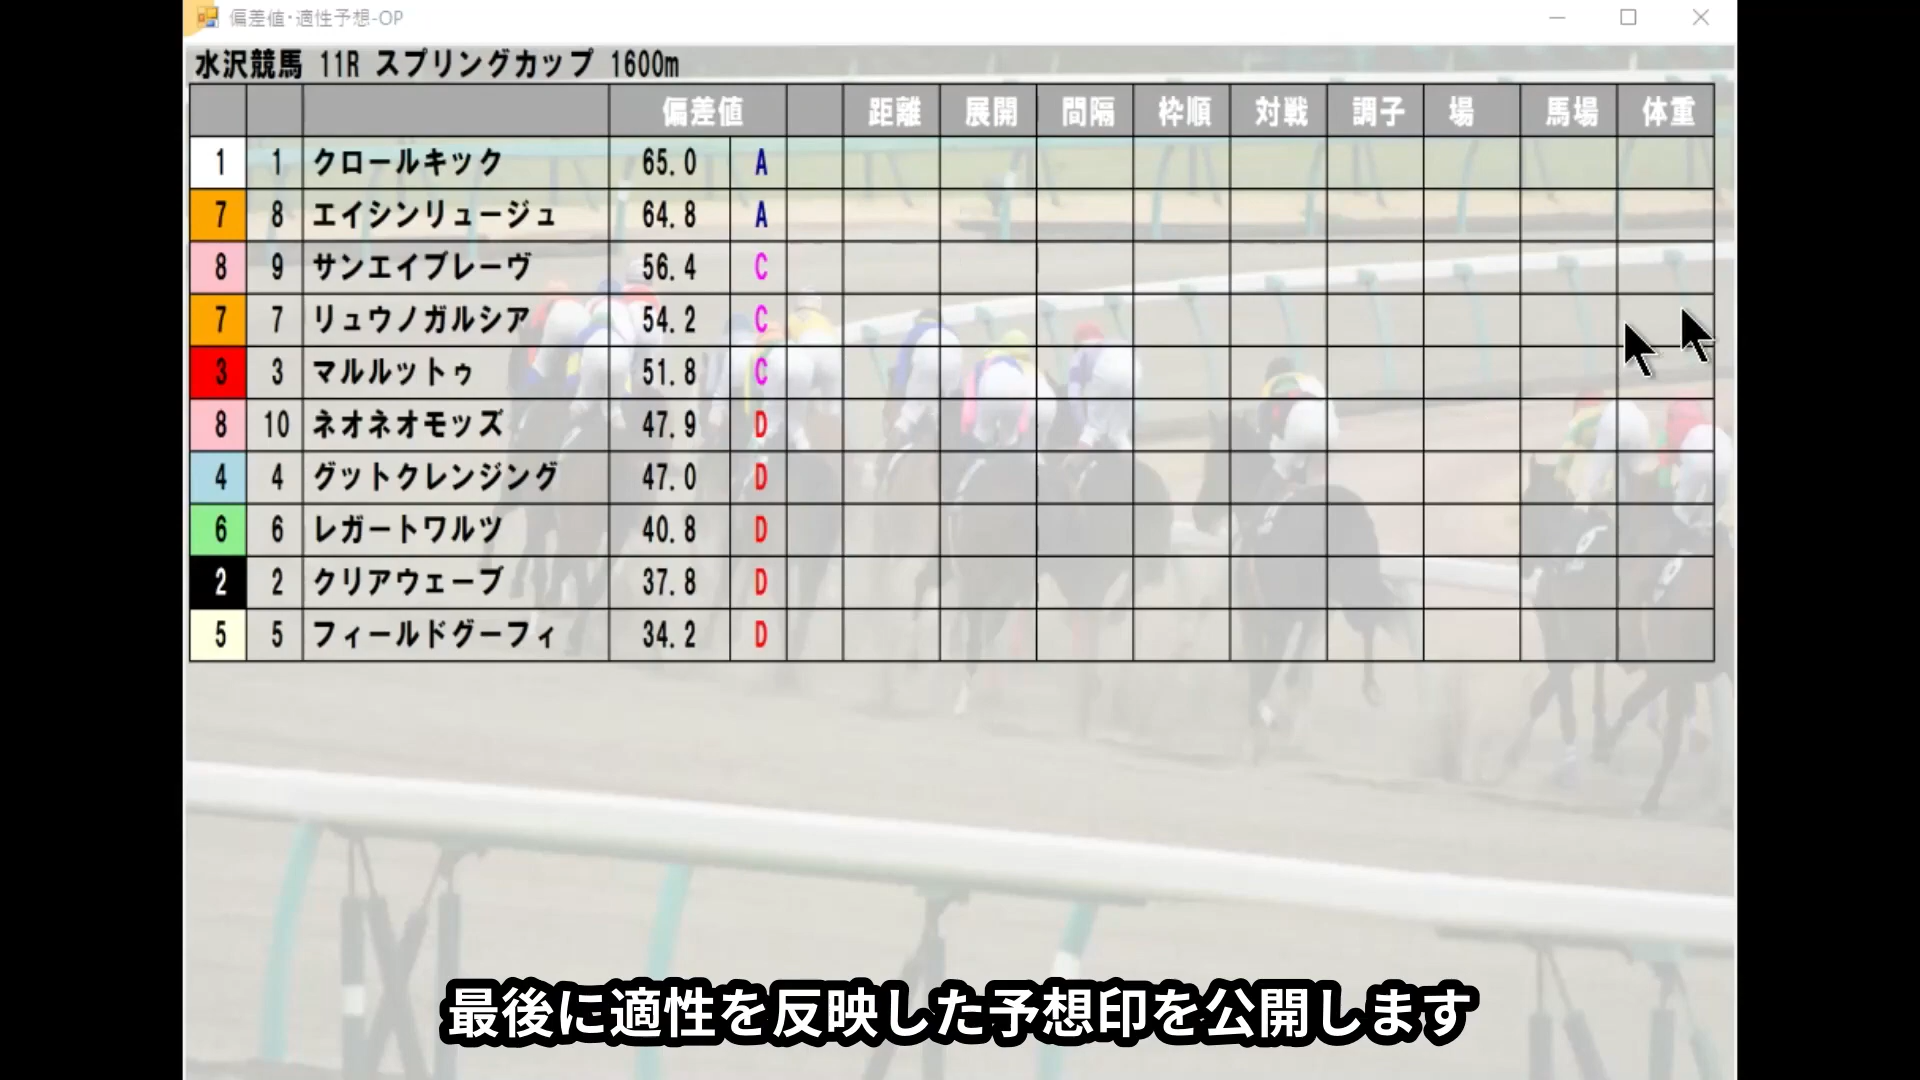 偏差値・適性予想-OP
水沢競馬 11R スプリングカップ 1600m
偏差値 距離 展開 間隔 枠順 対戦 調子 場 馬場 体重
1 1 クロールキック 65.0 A
7 8 エイシンリュージュ 64.8 A
8 9 サンエイブレーヴ 56.4 C
7 7 リュウノガルシア 54.2 C
3 3 マルルットゥ 51.8 C
8 10 ネオネオモッズ 47.9 D
4 4 グットクレンジング 47.0 D
6 6 レガートワルツ 40.8 D
2 2 クリアウェーブ 37.8 D
5 5 フィールドグーフィ 34.2 D
最後に適性を反映した予想印を公開します